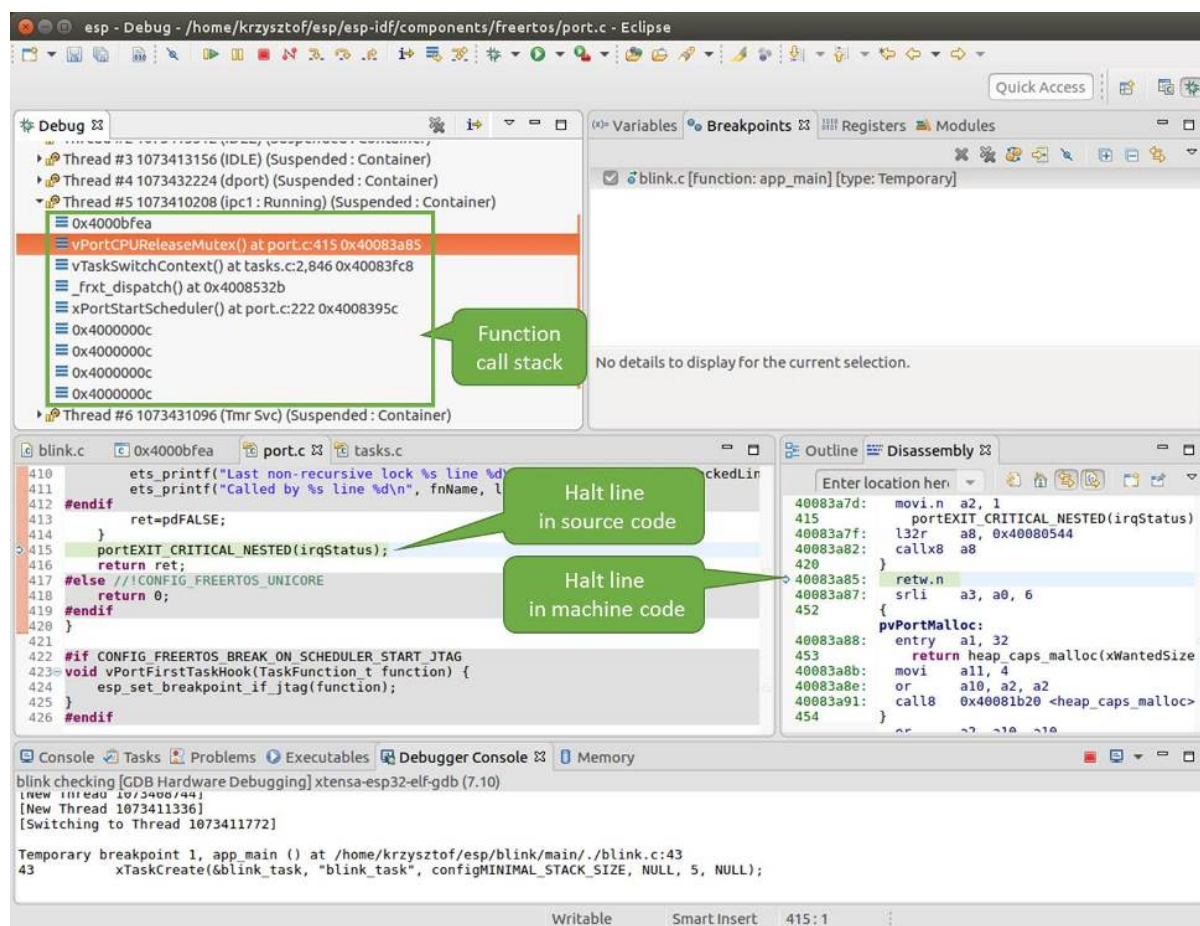 esp - Debug - /home/krzysztof/esp/esp-idf/components/freertos/port.c - Eclipse
Quick Access
Debug
Thread #3 1073413156 (IDLE) (Suspended : Container)
Thread #4 1073432224 (dport) (Suspended : Container)
Thread #5 1073410208 (ipc1 : Running) (Suspended : Container)
0x4000bfea
vPortCPUReleaseMutex() at port.c:415 0x40083a85
vTaskSwitchContext() at tasks.c:2,846 0x40083fc8
_frxt_dispatch() at 0x4008532b
xPortStartScheduler() at port.c:222 0x4008395c
0x4000000c
0x4000000c
0x4000000c
0x4000000c
Thread #6 1073431096 (Tmr Svc) (Suspended : Container)
Function
call stack
(x)= Variables Breakpoints Registers Modules
blink.c [function: app_main] [type: Temporary]
No details to display for the current selection.
blink.c 0x4000bfea port.c tasks.c
410 ets_printf("Last non-recursive lock %s line %d\ ckedLin
411 ets_printf("Called by %s line %d\n", fnName, l
412 #endif
413 ret=pdFALSE;
414 }
415 portEXIT_CRITICAL_NESTED(irqStatus);
416 return ret;
417 #else //!CONFIG_FREERTOS_UNICORE
418 return 0;
419 #endif
420 }
421
422 #if CONFIG_FREERTOS_BREAK_ON_SCHEDULER_START_JTAG
423 void vPortFirstTaskHook(TaskFunction_t function) {
424 esp_set_breakpoint_if_jtag(function);
425 }
426 #endif
Halt line
in source code
Halt line
in machine code
Outline Disassembly
Enter location her
40083a7d: movi.n a2, 1
415 portEXIT_CRITICAL_NESTED(irqStatus)
40083a7f: l32r a8, 0x40080544
40083a82: callx8 a8
420 }
40083a85: retw.n
40083a87: srli a3, a0, 6
452 {
pvPortMalloc:
40083a88: entry a1, 32
453 return heap_caps_malloc(xWantedSize
40083a8b: movi a11, 4
40083a8e: or a10, a2, a2
40083a91: call8 0x40081b20 <heap_caps_malloc>
454 }
Console Tasks Problems Executables Debugger Console Memory
blink checking [GDB Hardware Debugging] xtensa-esp32-elf-gdb (7.10)
[New Thread 1073408744]
[New Thread 1073411336]
[Switching to Thread 1073411772]
Temporary breakpoint 1, app_main () at /home/krzysztof/esp/blink/main/./blink.c:43
43 xTaskCreate(&blink_task, "blink_task", configMINIMAL_STACK_SIZE, NULL, 5, NULL);
Writable Smart Insert 415 : 1